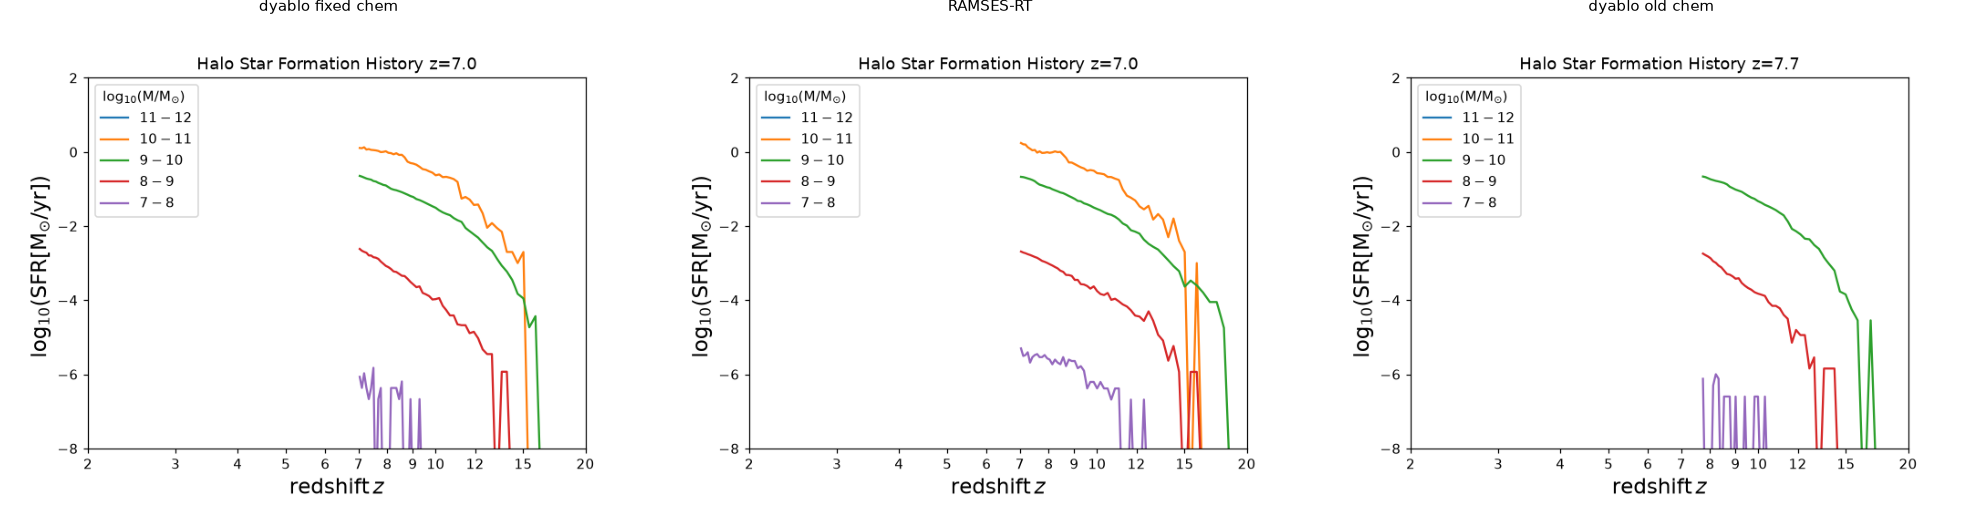 dyablo fixed chem
RAMSES-RT
dyablo old chem
Halo Star Formation History z=7.0
log₁₀(M/M⊙)
11 − 12
10 − 11
9 − 10
8 − 9
7 − 8
log₁₀(SFR[M⊙/yr])
2
0
−2
−4
−6
−8
2 3 4 5 6 7 8 9 10 12 15 20
redshift z
Halo Star Formation History z=7.0
log₁₀(M/M⊙)
11 − 12
10 − 11
9 − 10
8 − 9
7 − 8
log₁₀(SFR[M⊙/yr])
2
0
−2
−4
−6
−8
2 3 4 5 6 7 8 9 10 12 15 20
redshift z
Halo Star Formation History z=7.7
log₁₀(M/M⊙)
11 − 12
10 − 11
9 − 10
8 − 9
7 − 8
log₁₀(SFR[M⊙/yr])
2
0
−2
−4
−6
−8
2 3 4 5 6 7 8 9 10 12 15 20
redshift z